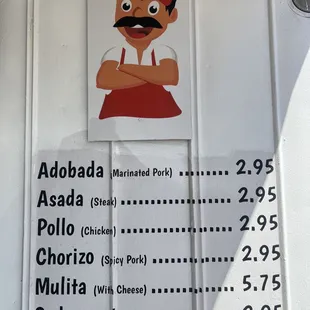 Adobada (Marinated Pork) ......... 2.95
Asada (Steak) .................... 2.95
Pollo (Chicken) .................. 2.95
Chorizo (Spicy Pork) ............. 2.95
Mulita (With Cheese) ............. 5.75